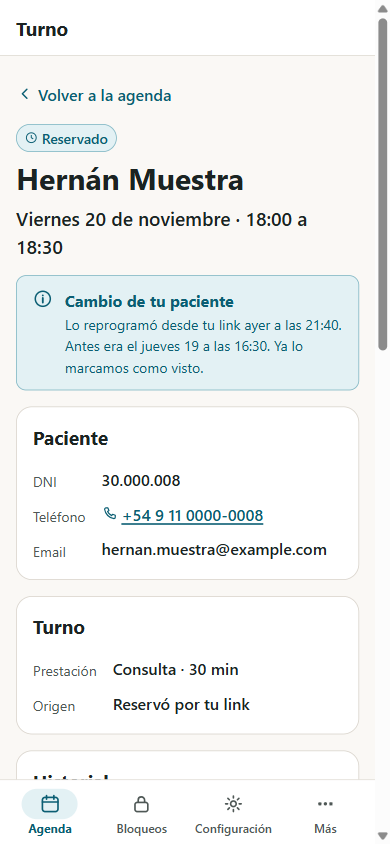 Turno
Volver a la agenda
Reservado
Hernán Muestra
Viernes 20 de noviembre · 18:00 a
18:30
Cambio de tu paciente
Lo reprogramó desde tu link ayer a las 21:40.
Antes era el jueves 19 a las 16:30. Ya lo
marcamos como visto.
Paciente
DNI 30.000.008
Teléfono +54 9 11 0000-0008
Email hernan.muestra@example.com
Turno
Prestación Consulta · 30 min
Origen Reservó por tu link
Historial
Agenda Bloqueos Configuración Más